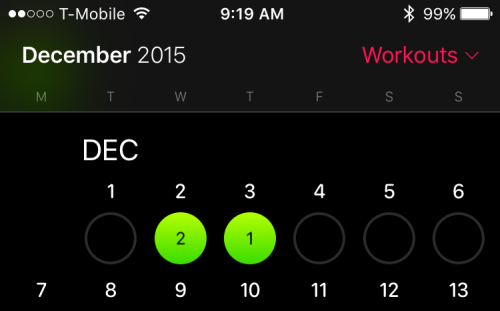 T-Mobile 9:19 AM 99%
December 2015 Workouts
M T W T F S S
DEC
1 2 3 4 5 6
2 1
7 8 9 10 11 12 13